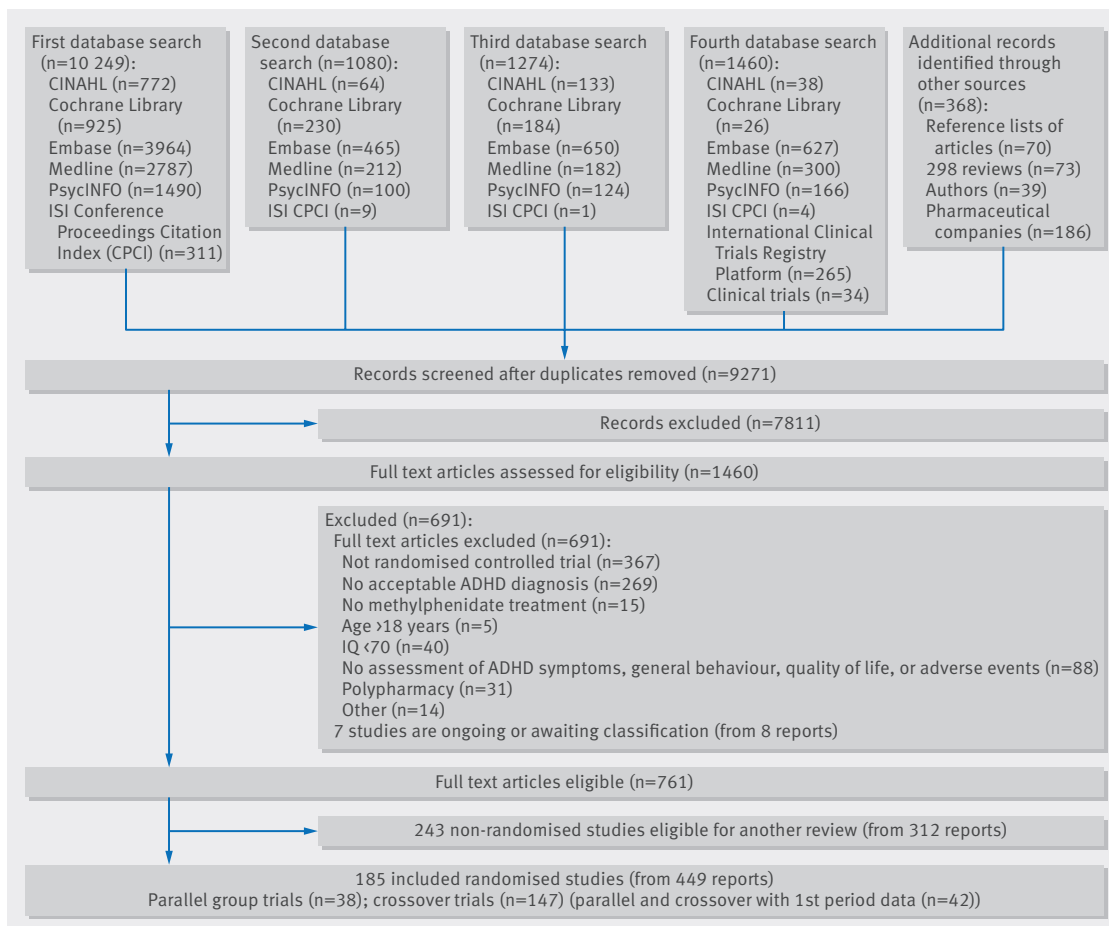 First database search
(n=10 249):
CINAHL (n=772)
Cochrane Library
(n=925)
Embase (n=3964)
Medline (n=2787)
PsycINFO (n=1490)
ISI Conference
Proceedings Citation
Index (CPCI) (n=311)
Second database
search (n=1080):
CINAHL (n=64)
Cochrane Library
(n=230)
Embase (n=465)
Medline (n=212)
PsycINFO (n=100)
ISI CPCI (n=9)
Third database search
(n=1274):
CINAHL (n=133)
Cochrane Library
(n=184)
Embase (n=650)
Medline (n=182)
PsycINFO (n=124)
ISI CPCI (n=1)
Fourth database search
(n=1460):
CINAHL (n=38)
Cochrane Library
(n=26)
Embase (n=627)
Medline (n=300)
PsycINFO (n=166)
ISI CPCI (n=4)
International Clinical
Trials Registry
Platform (n=265)
Clinical trials (n=34)
Additional records
identified through
other sources
(n=368):
Reference lists of
articles (n=70)
298 reviews (n=73)
Authors (n=39)
Pharmaceutical
companies (n=186)
Records screened after duplicates removed (n=9271)
Records excluded (n=7811)
Full text articles assessed for eligibility (n=1460)
Excluded (n=691):
Full text articles excluded (n=691):
Not randomised controlled trial (n=367)
No acceptable ADHD diagnosis (n=269)
No methylphenidate treatment (n=15)
Age >18 years (n=5)
IQ <70 (n=40)
No assessment of ADHD symptoms, general behaviour, quality of life, or adverse events (n=88)
Polypharmacy (n=31)
Other (n=14)
7 studies are ongoing or awaiting classification (from 8 reports)
Full text articles eligible (n=761)
243 non-randomised studies eligible for another review (from 312 reports)
185 included randomised studies (from 449 reports)
Parallel group trials (n=38); crossover trials (n=147) (parallel and crossover with 1st period data (n=42))